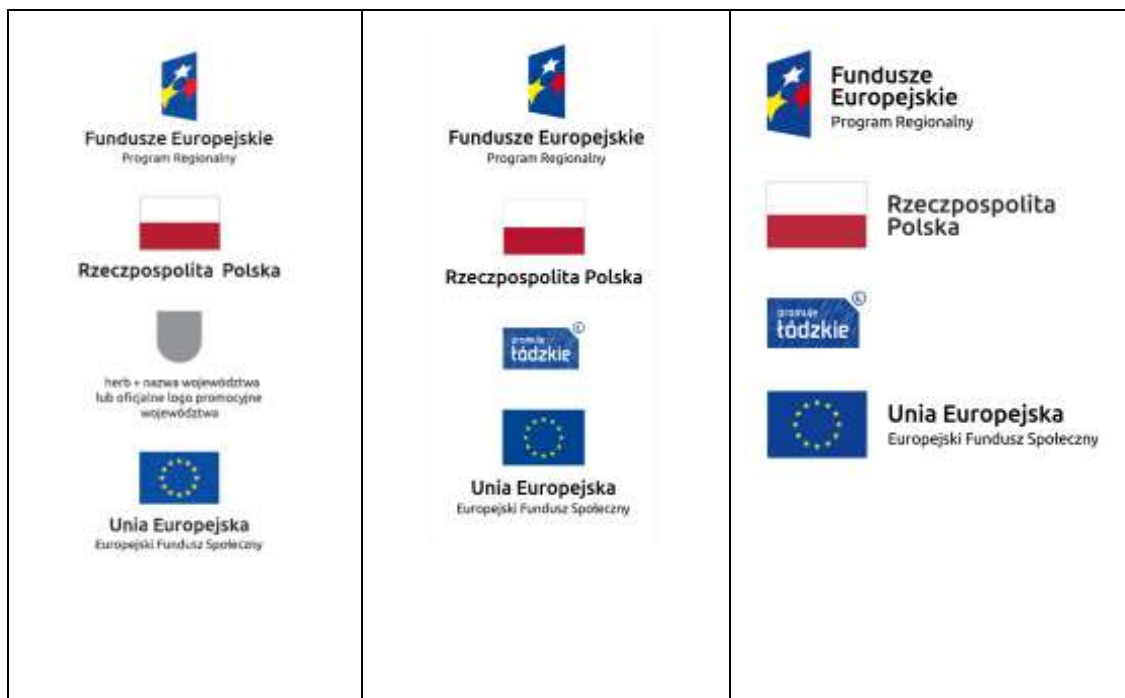 Fundusze Europejskie
Program Regionalny
Rzeczpospolita Polska
herb + nazwa województwa
lub oficjalne logo promocyjne
województwa
Unia Europejska
Europejski Fundusz Społeczny
Fundusze Europejskie
Program Regionalny
Rzeczpospolita Polska
promuje
łódzkie
Unia Europejska
Europejski Fundusz Społeczny
Fundusze
Europejskie
Program Regionalny
Rzeczpospolita
Polska
promuje
łódzkie
Unia Europejska
Europejski Fundusz Społeczny